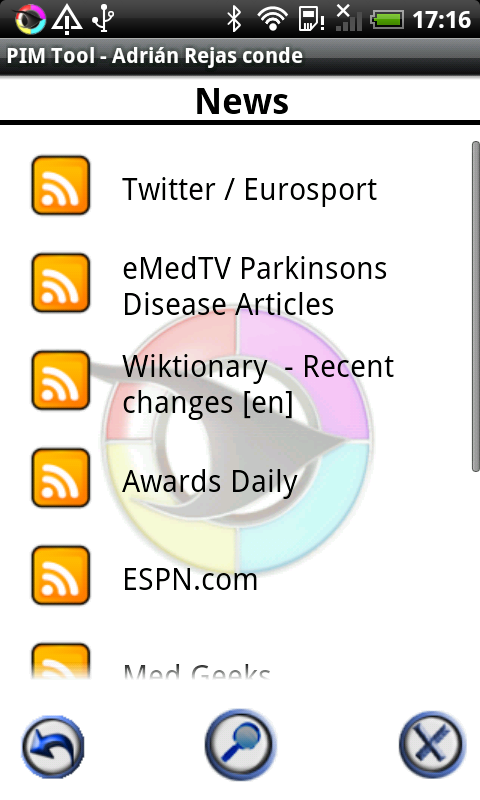 17:16
PIM Tool - Adrián Rejas conde
News
Twitter / Eurosport
eMedTV Parkinsons
Disease Articles
Wiktionary  - Recent
changes [en]
Awards Daily
ESPN.com
Med Geeks